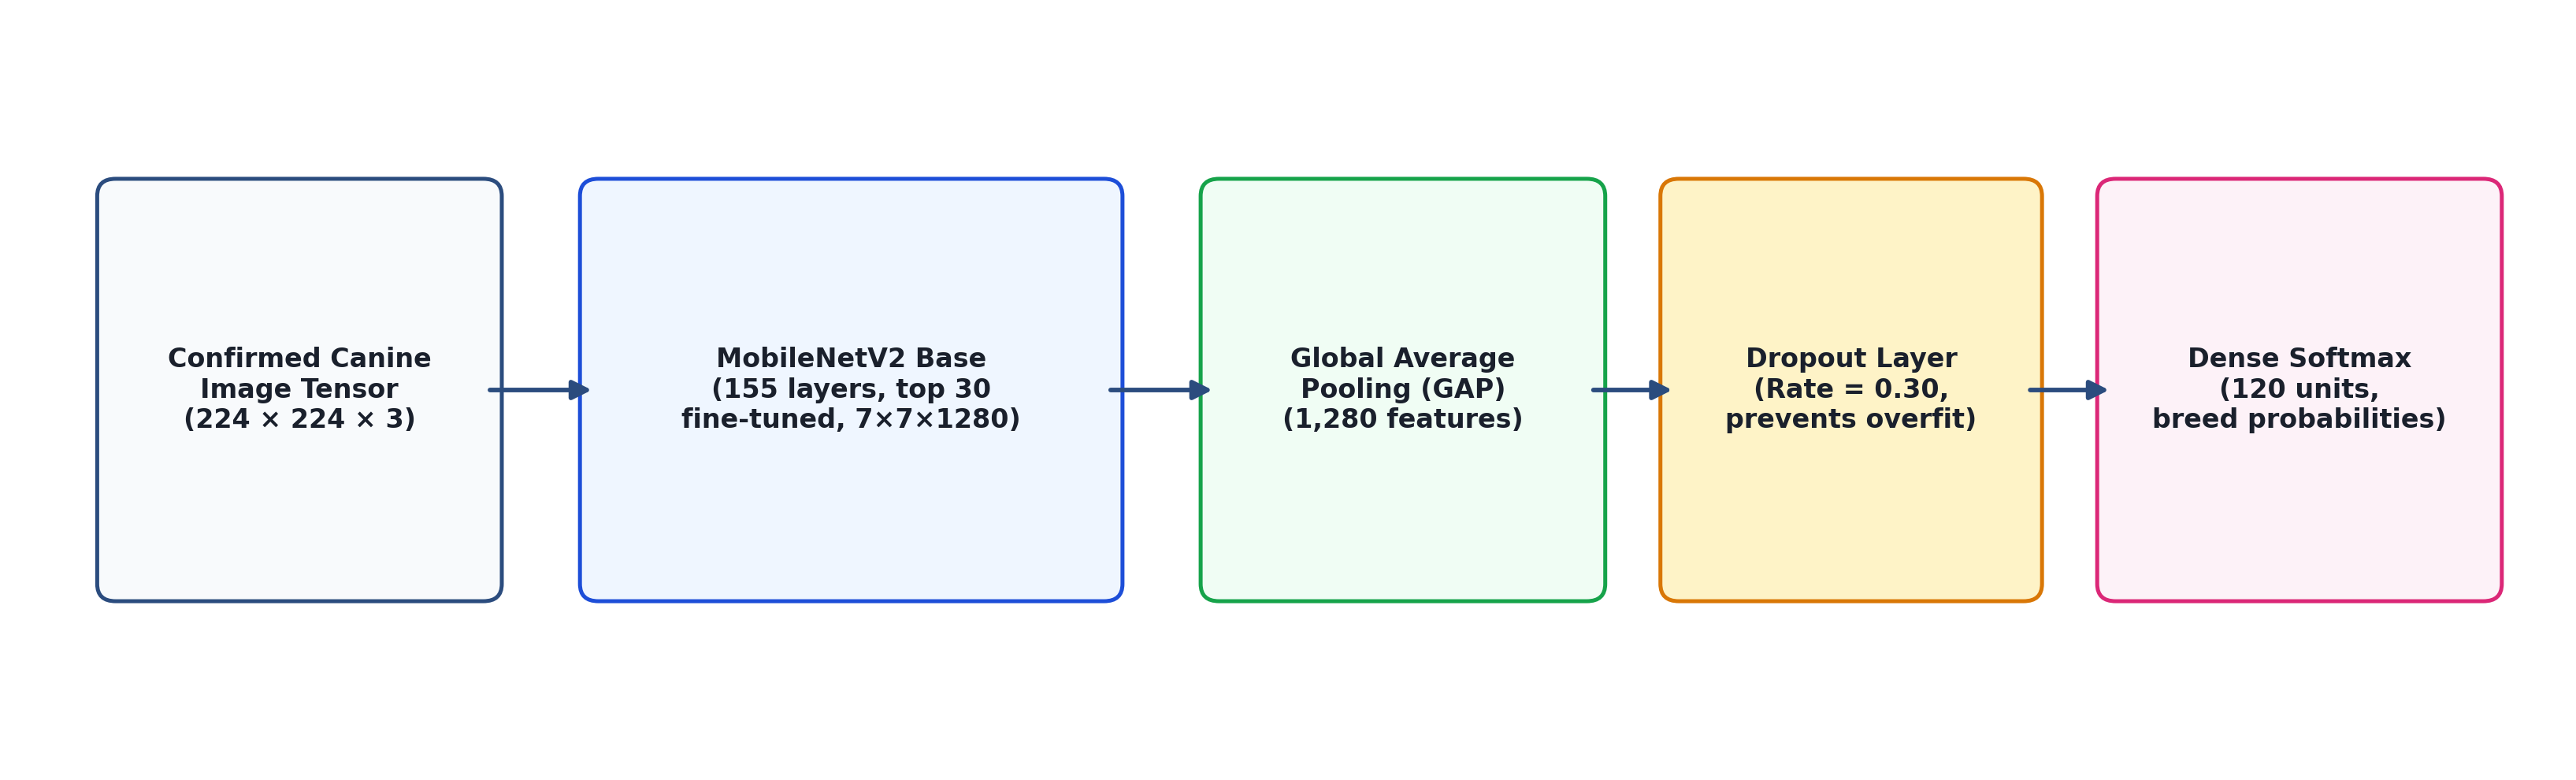 Confirmed Canine
Image Tensor
(224 × 224 × 3)
MobileNetV2 Base
(155 layers, top 30
fine-tuned, 7×7×1280)
Global Average
Pooling (GAP)
(1,280 features)
Dropout Layer
(Rate = 0.30,
prevents overfit)
Dense Softmax
(120 units,
breed probabilities)